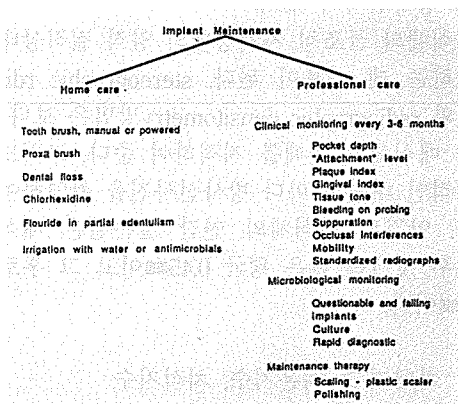 Implant Maintenance
Home care.
Tooth brush, manual or powered
Proxa brush
Dental floss
Chlorhexidine
Flouride in partial edentulism
Irrigation with water or antimicrobials
Professional care
Clinical monitoring every 3-6 months
Pocket depth
"Attachment" level
Plaque index
Gingival index
Tissue tone
Bleeding on probing
Suppuration
Occlusal interferences
Mobility
Standardized radiographs
Microbiological monitoring
Questionable and failing
implants
Culture
Rapid diagnostic
Maintenance therapy
Scaling - plastic scaler
Polishing